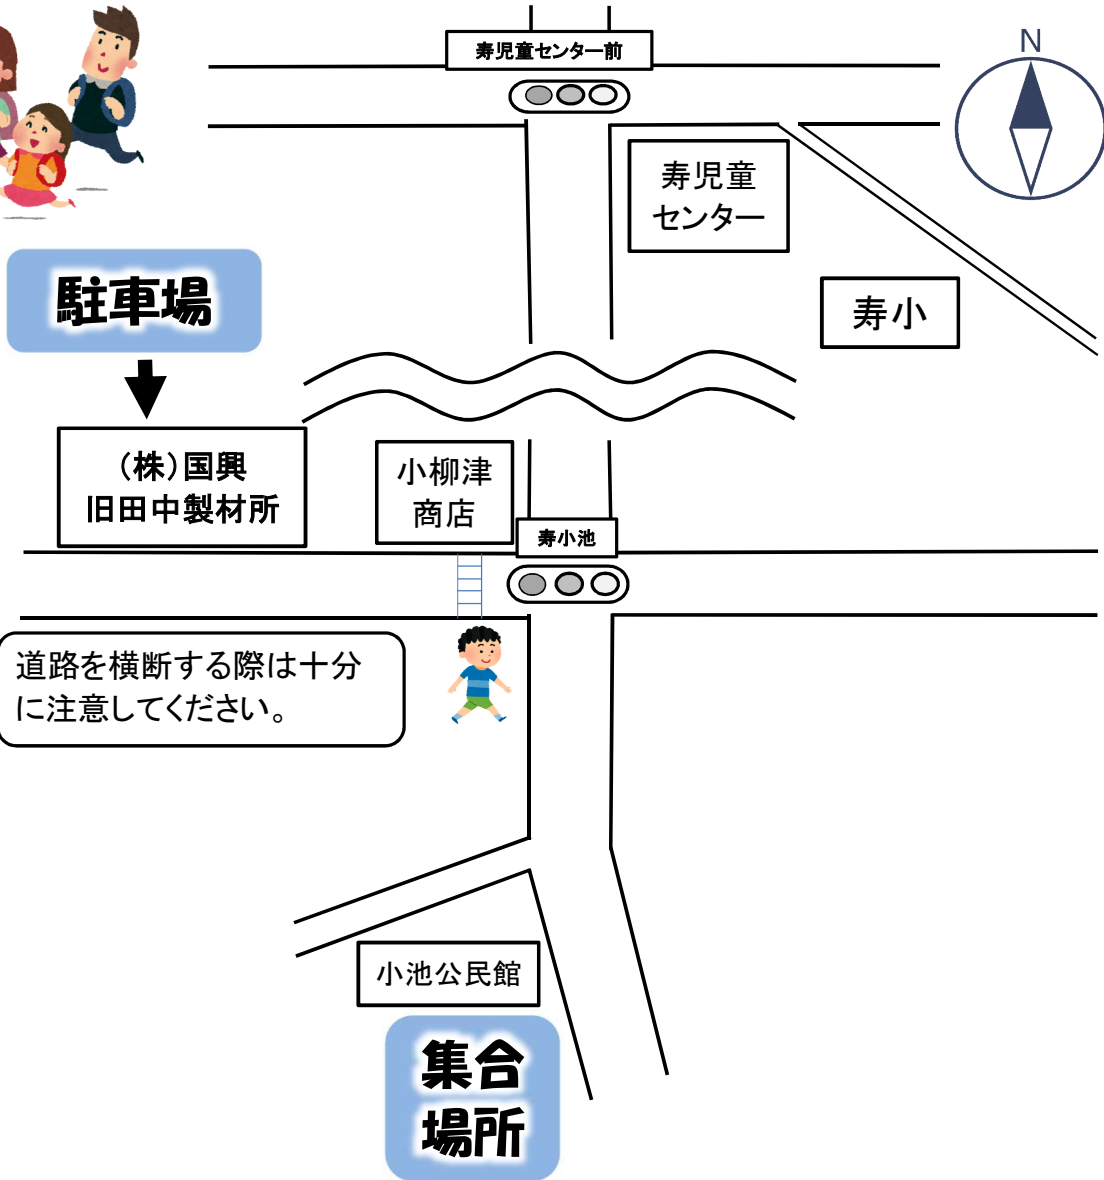 寿児童センター前
N
寿児童
センター
寿小
駐車場
（株）国興
旧田中製材所
小柳津
商店
寿小池
道路を横断する際は十分
に注意してください。
小池公民館
集合
場所